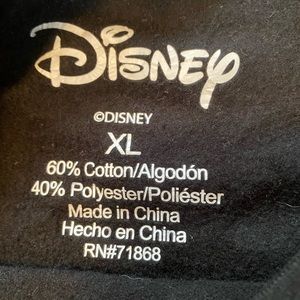 Disney
©DISNEY
XL
60% Cotton/Algodón
40% Polyester/Poliéster
Made in China
Hecho en China
RN#71868